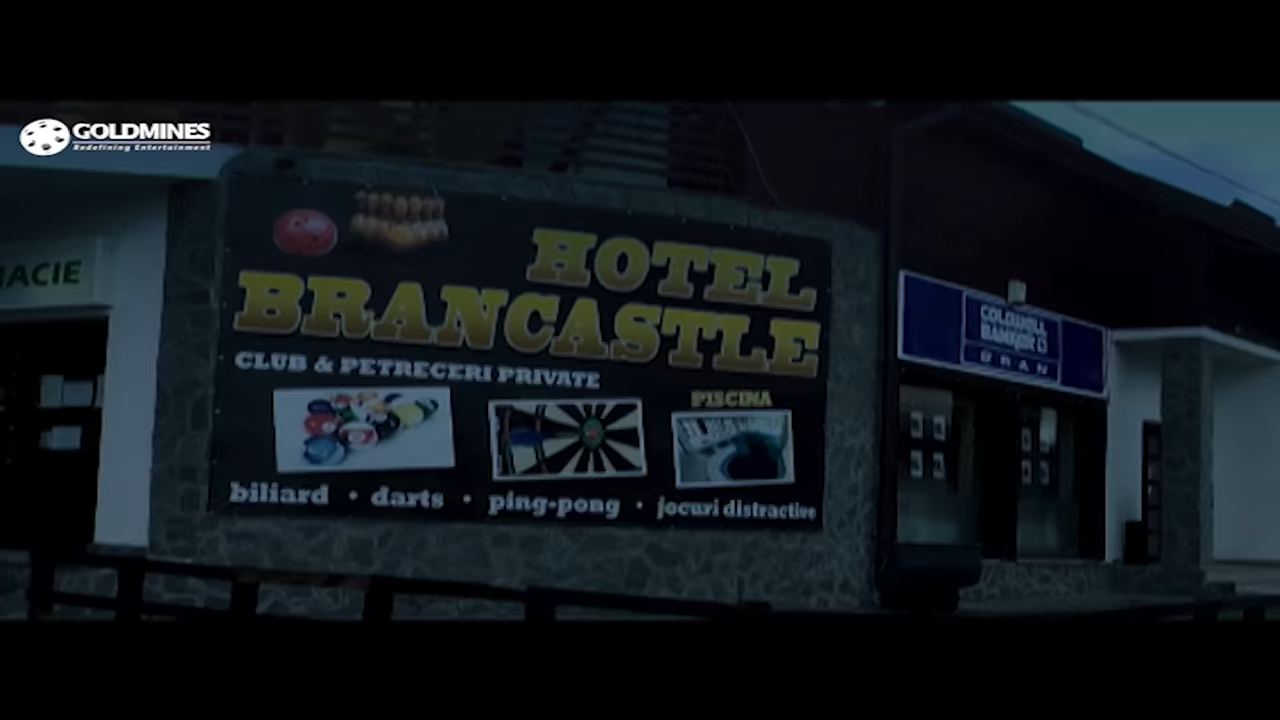 GOLDMINES
Redefining Entertainment
MACIE
HOTEL
BRANCASTLE
CLUB & PETRECERI PRIVATE
PISCINA
biliard • darts • ping-pong • jocuri distractive
COLDWELL
BANKER
BRAN